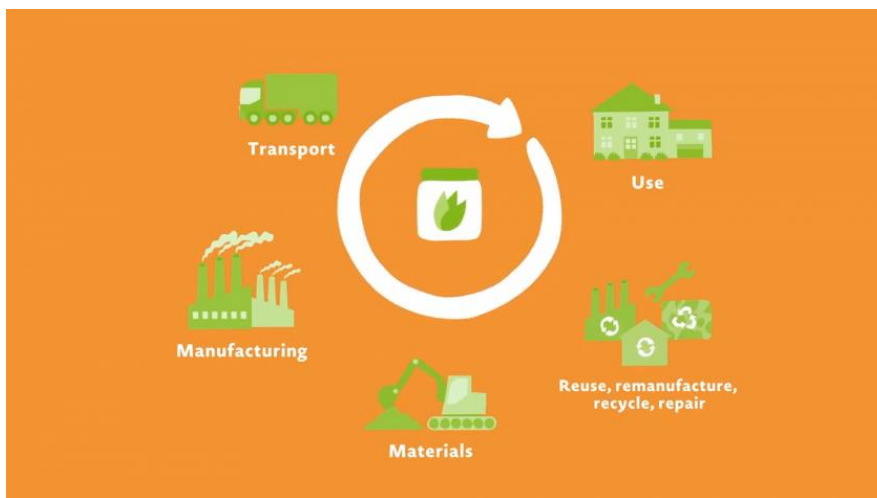 Transport
Use
Manufacturing
Reuse, remanufacture,
recycle, repair
Materials